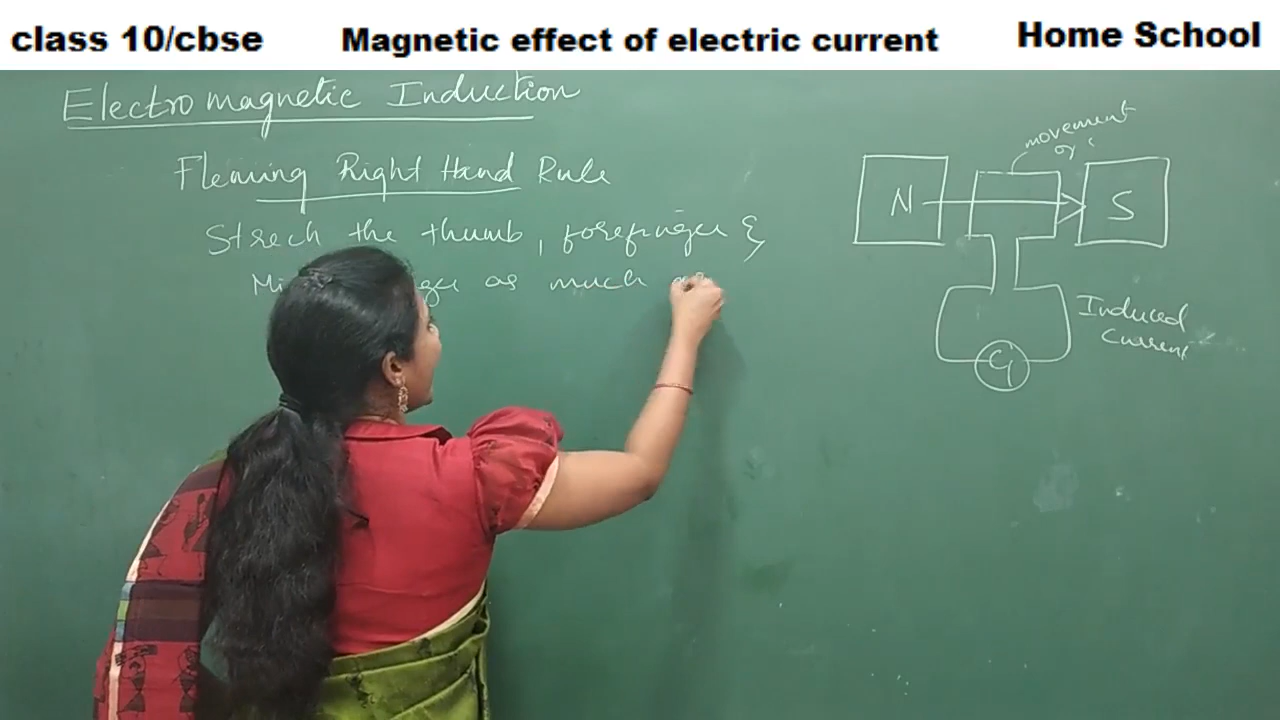 class 10/cbse Magnetic effect of electric current Home School
Electromagnetic Induction
Fleming Right Hand Rule
Strech the thumb, forefinger &
as much
movement
N
S
Induced
Current
G